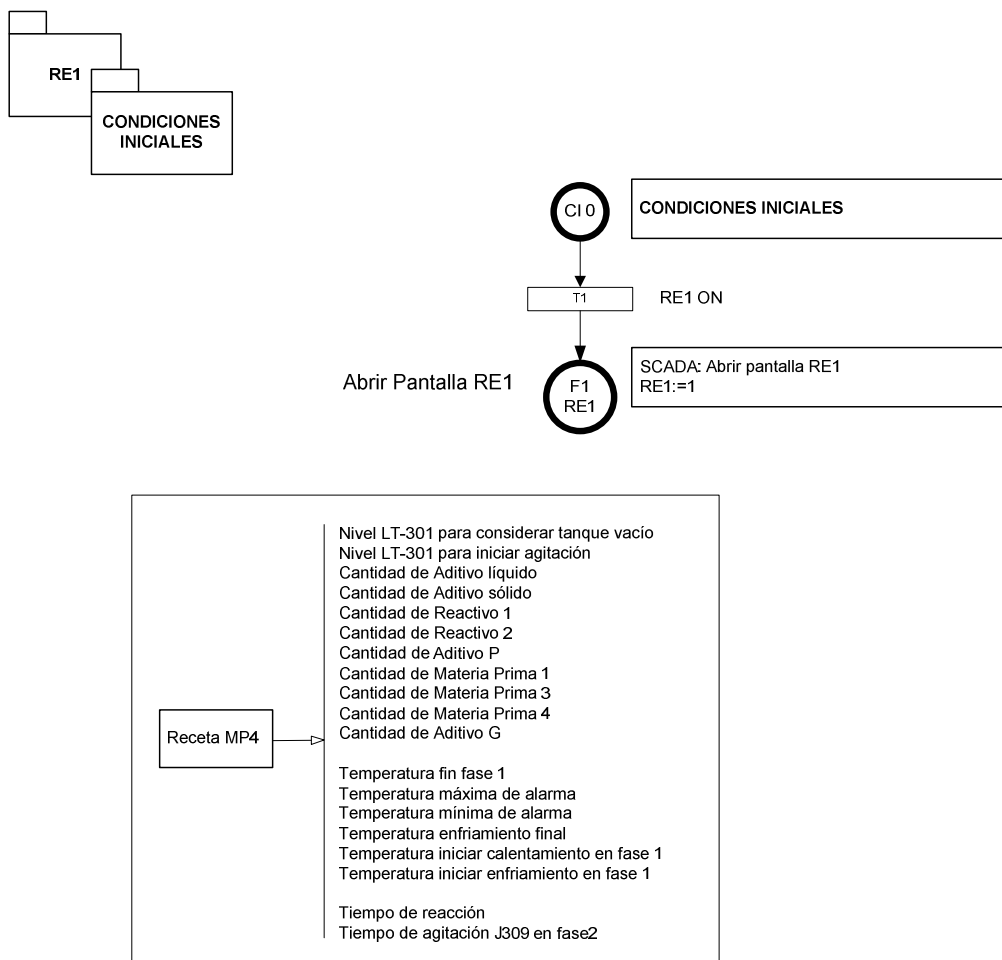 RE1
CONDICIONES
INICIALES
CI 0
CONDICIONES INICIALES
T1
RE1 ON
Abrir Pantalla RE1
F1
RE1
SCADA: Abrir pantalla RE1
RE1:=1
Receta MP4
Nivel LT-301 para considerar tanque vacío
Nivel LT-301 para iniciar agitación
Cantidad de Aditivo líquido
Cantidad de Aditivo sólido
Cantidad de Reactivo 1
Cantidad de Reactivo 2
Cantidad de Aditivo P
Cantidad de Materia Prima 1
Cantidad de Materia Prima 3
Cantidad de Materia Prima 4
Cantidad de Aditivo G
Temperatura fin fase 1
Temperatura máxima de alarma
Temperatura mínima de alarma
Temperatura enfriamiento final
Temperatura iniciar calentamiento en fase 1
Temperatura iniciar enfriamiento en fase 1
Tiempo de reacción
Tiempo de agitación J309 en fase2